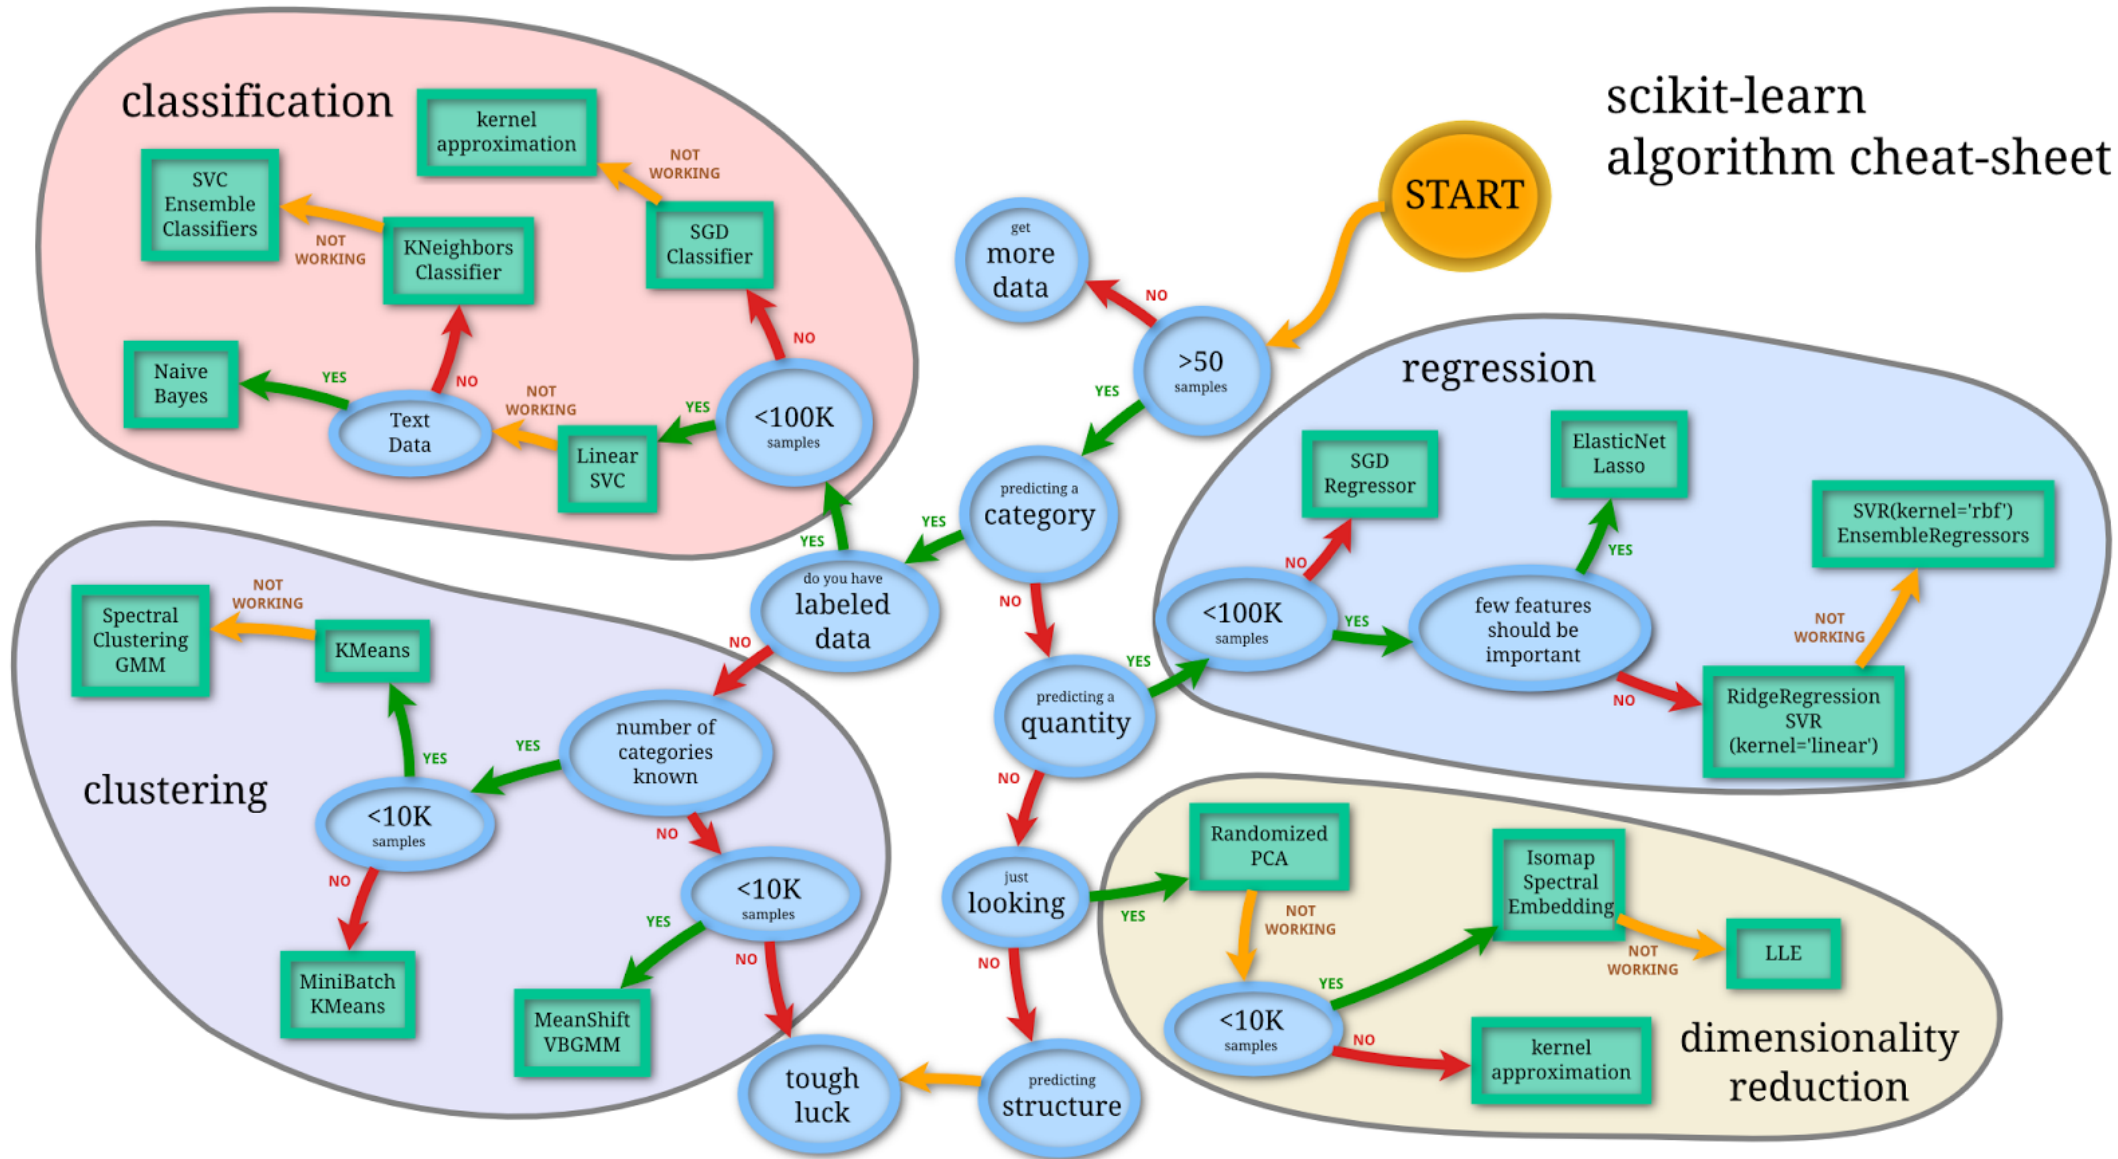 scikit-learn
algorithm cheat-sheet
START
>50
samples
NO
get
more
data
YES
predicting a
category
YES
do you have
labeled
data
YES
classification
<100K
samples
NO
SGD
Classifier
NOT
WORKING
kernel
approximation
YES
Linear
SVC
NOT
WORKING
Text
Data
YES
Naive
Bayes
NO
KNeighbors
Classifier
NOT
WORKING
SVC
Ensemble
Classifiers
NO
clustering
number of
categories
known
YES
<10K
samples
YES
KMeans
NOT
WORKING
Spectral
Clustering
GMM
NO
MiniBatch
KMeans
NO
<10K
samples
YES
MeanShift
VBGMM
NO
tough
luck
NO
predicting a
quantity
YES
regression
<100K
samples
NO
SGD
Regressor
YES
few features
should be
important
YES
ElasticNet
Lasso
NO
RidgeRegression
SVR
(kernel='linear')
NOT
WORKING
SVR(kernel='rbf')
EnsembleRegressors
NO
just
looking
YES
Randomized
PCA
NOT
WORKING
<10K
samples
YES
Isomap
Spectral
Embedding
NOT
WORKING
LLE
NO
kernel
approximation
dimensionality
reduction
NO
predicting
structure